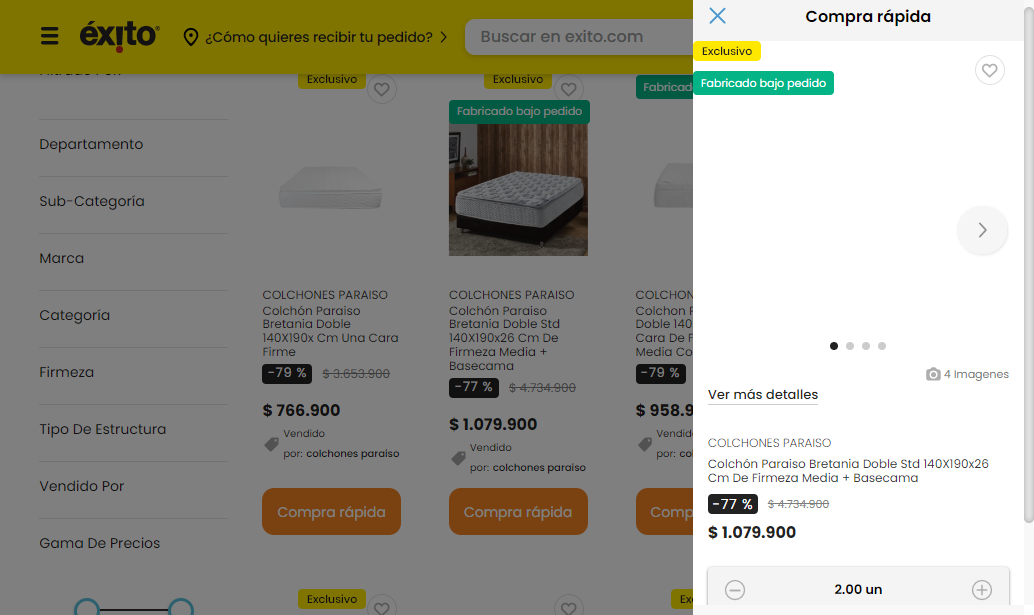 éxito
¿Cómo quieres recibir tu pedido?
Buscar en exito.com
Departamento
Sub-Categoría
Marca
Categoría
Firmeza
Tipo De Estructura
Vendido Por
Gama De Precios
Exclusivo
COLCHONES PARAISO
Colchón Paraiso
Bretania Doble
140X190x Cm Una Cara
Firme
-79 %
$ 3.653.900
$ 766.900
Vendido
por: colchones paraiso
Compra rápida
Exclusivo
Exclusivo
Fabricado bajo pedido
COLCHONES PARAISO
Colchón Paraiso
Bretania Doble Std
140X190x26 Cm De
Firmeza Media +
Basecama
-77 %
$ 4.734.900
$ 1.079.900
Vendido
por: colchones paraiso
Compra rápida
Fabricad
COLCHON
Colchon P
Doble 140
Cara De F
Media Co
-79 %
$ 958.9
Vendid
por: co
Comp
Ex
Compra rápida
Exclusivo
Fabricado bajo pedido
4 Imagenes
Ver más detalles
COLCHONES PARAISO
Colchón Paraiso Bretania Doble Std 140X190x26
Cm De Firmeza Media + Basecama
-77 %
$ 4.734.900
$ 1.079.900
2.00 un